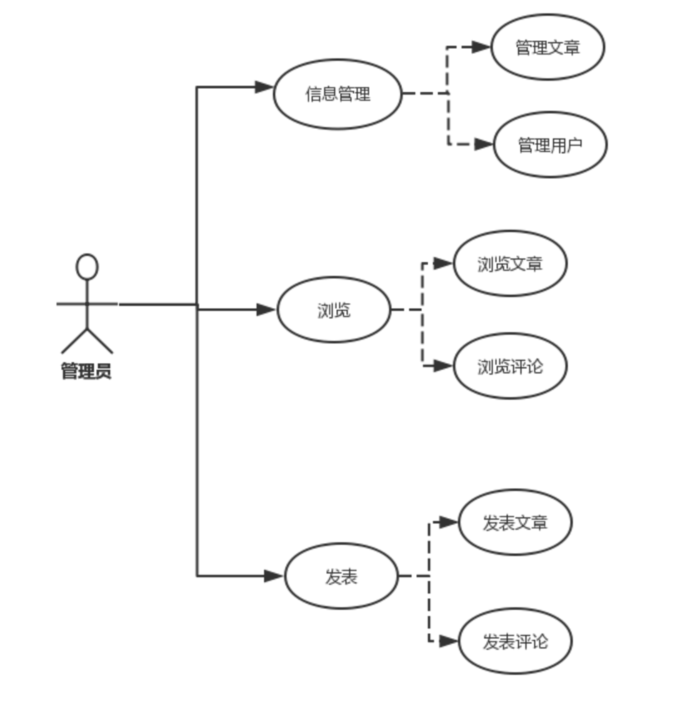 管理文章
信息管理
管理用户
浏览文章
浏览
管理员
浏览评论
发表文章
发表
发表评论